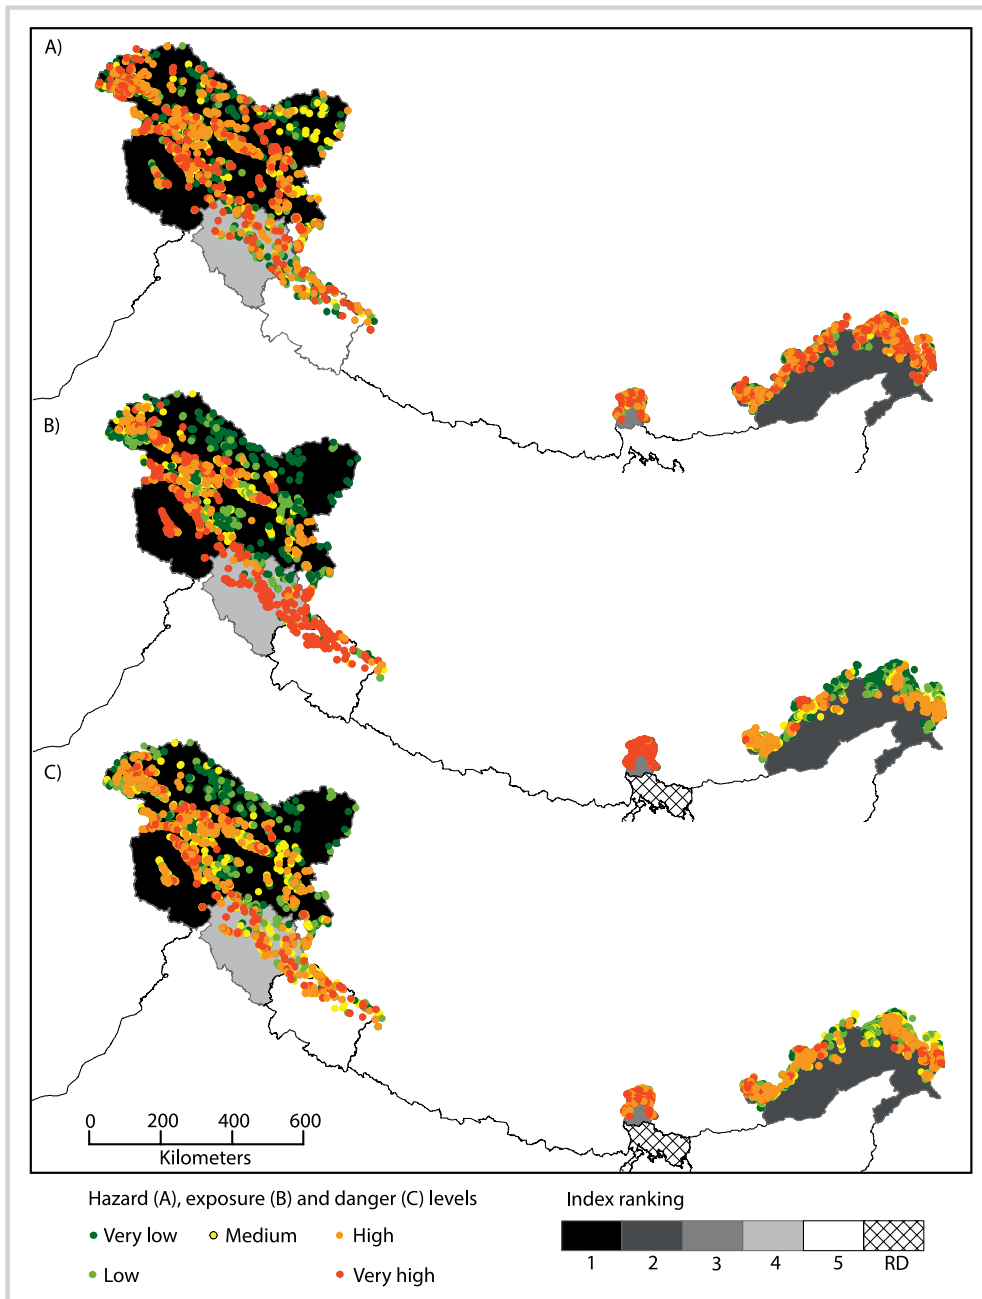 A)
B)
C)
0 200 400 600
Kilometers
Hazard (A), exposure (B) and danger (C) levels
Very low Medium High
Low Very high
Index ranking
1 2 3 4 5 RD